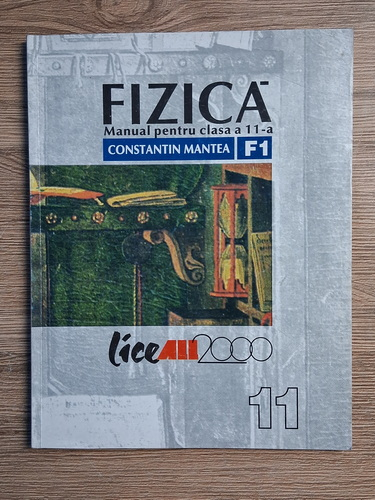 FIZICĂ
Manual pentru clasa a 11-a
CONSTANTIN MANTEA F1
liceALL2000
11